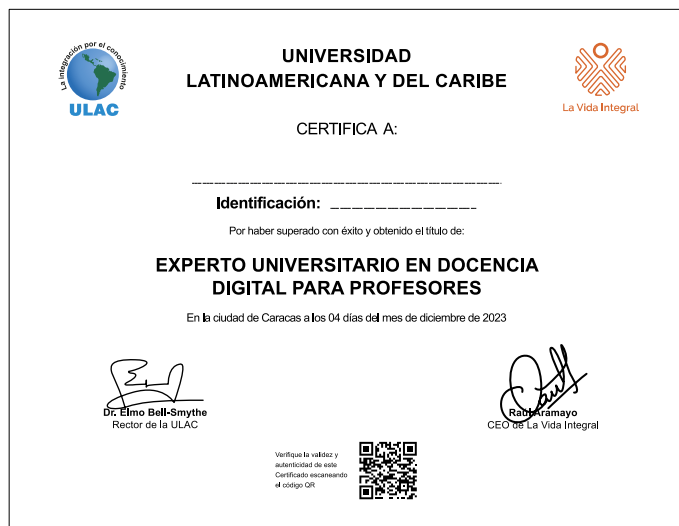 La integración por el conocimiento
ULAC
UNIVERSIDAD
LATINOAMERICANA Y DEL CARIBE
La Vida Integral
CERTIFICA A:
Identificación:
Por haber superado con éxito y obtenido el título de:
EXPERTO UNIVERSITARIO EN DOCENCIA
DIGITAL PARA PROFESORES
En la ciudad de Caracas a los 04 días del mes de diciembre de 2023
Dr. Elmo Bell-Smythe
Rector de la ULAC
Raúl Aramayo
CEO de La Vida Integral
Verifique la validez y
autenticidad de este
Certificado escaneando
el código QR